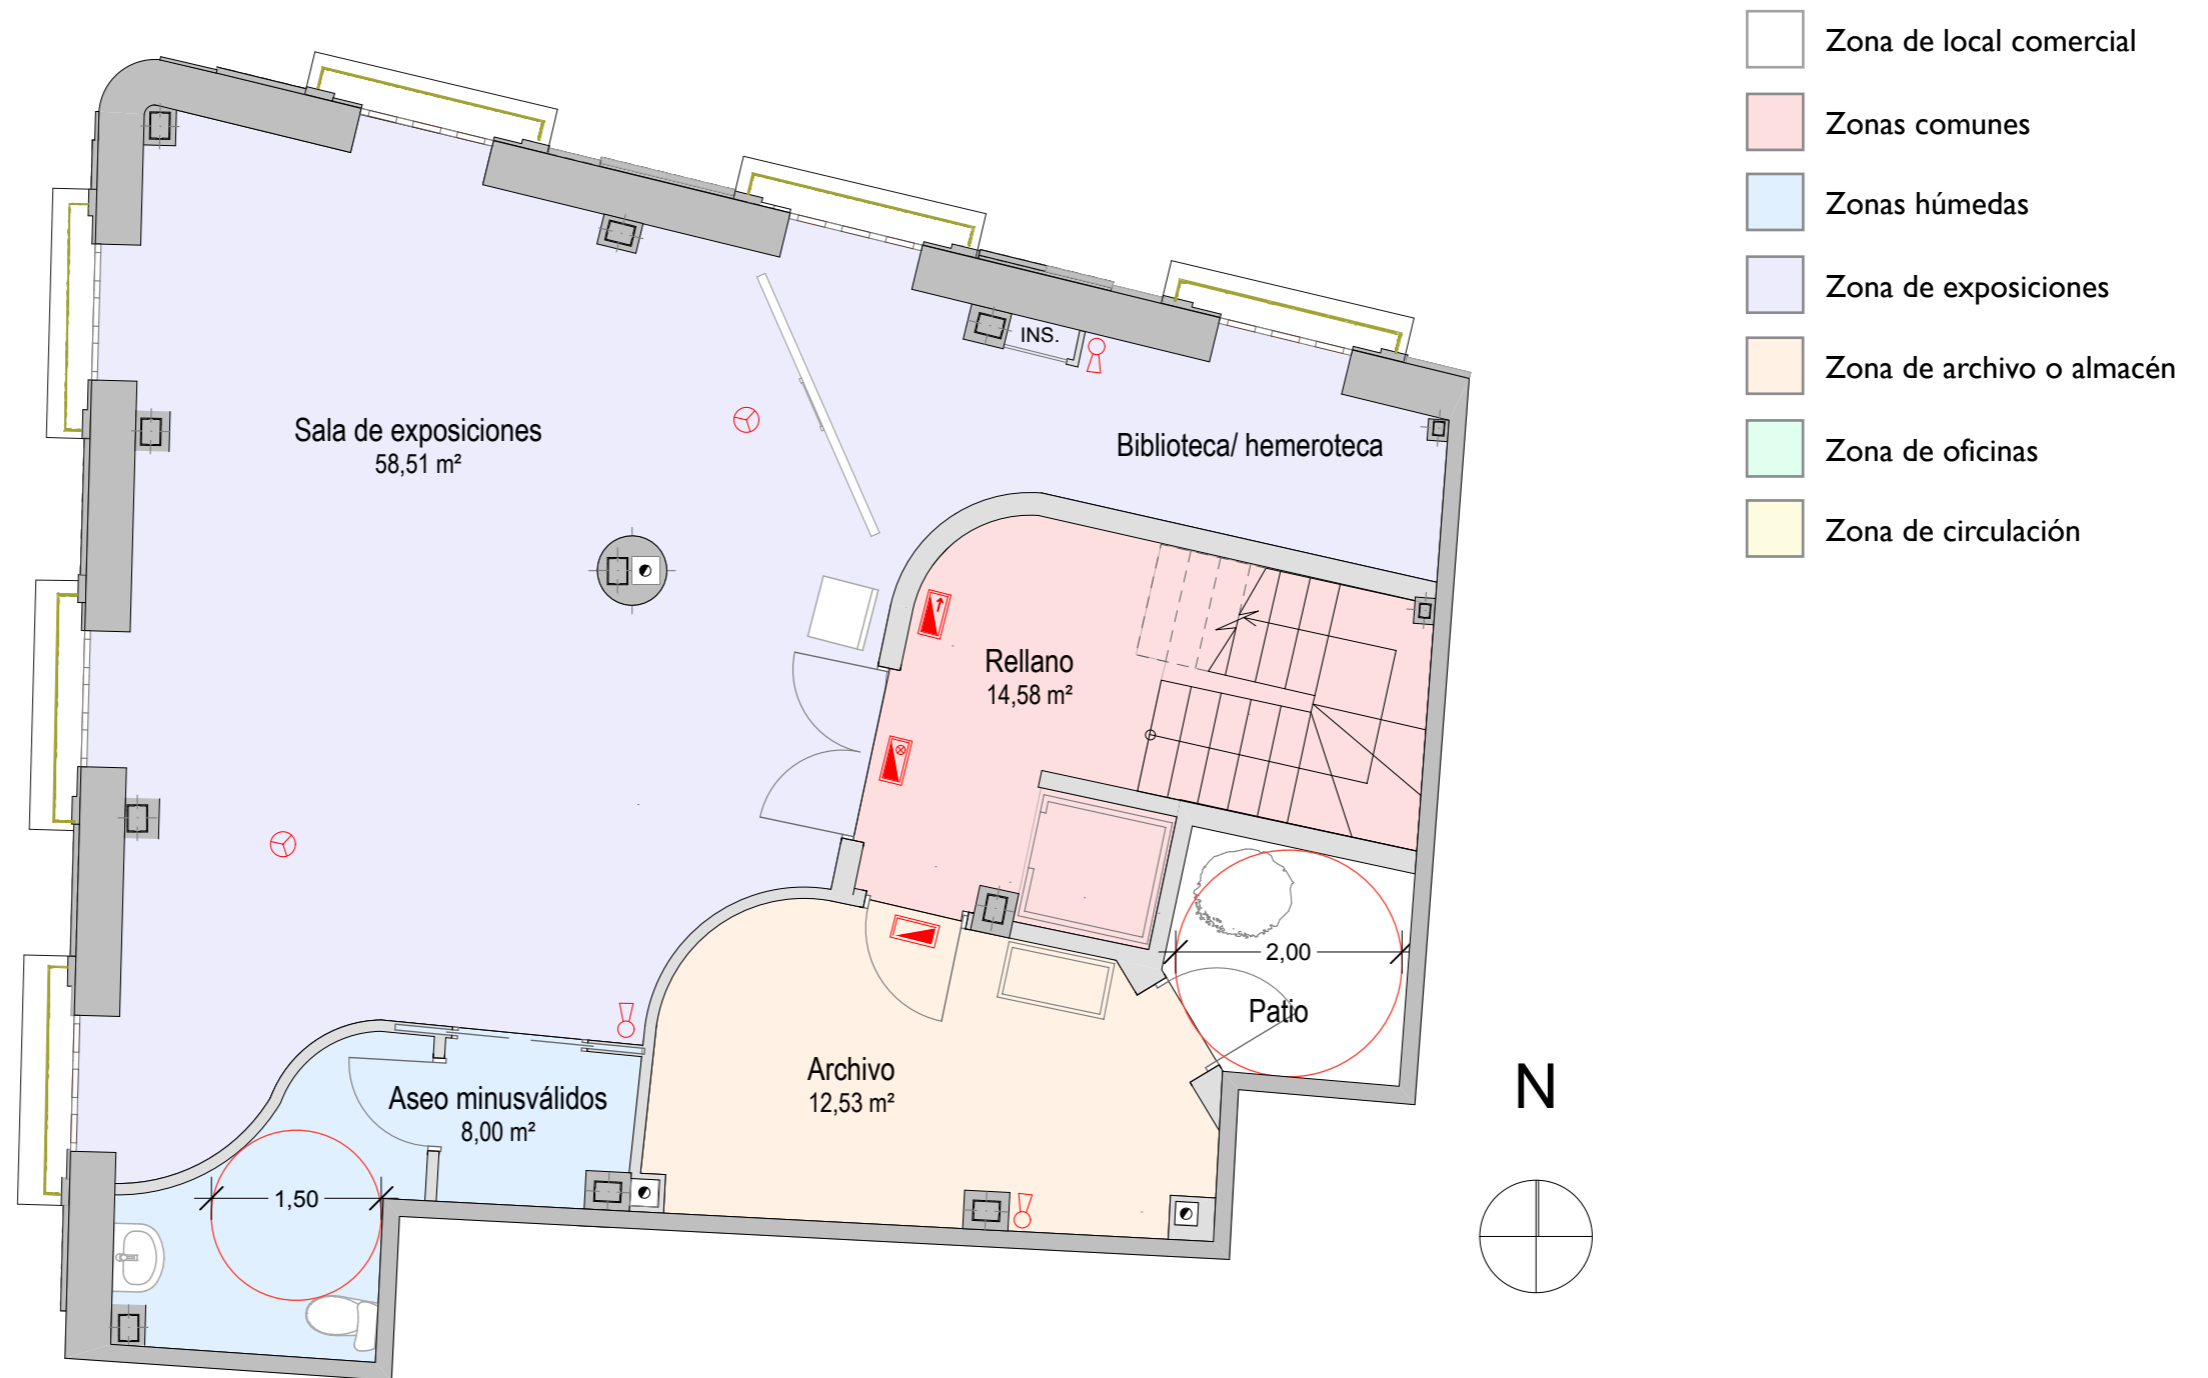 Zona de local comercial
Zonas comunes
Zonas húmedas
Zona de exposiciones
Zona de archivo o almacén
Zona de oficinas
Zona de circulación
INS.
Sala de exposiciones
58,51 m²
Biblioteca/ hemeroteca
Rellano
14,58 m²
2,00
Patio
Archivo
12,53 m²
Aseo minusválidos
8,00 m²
1,50
N